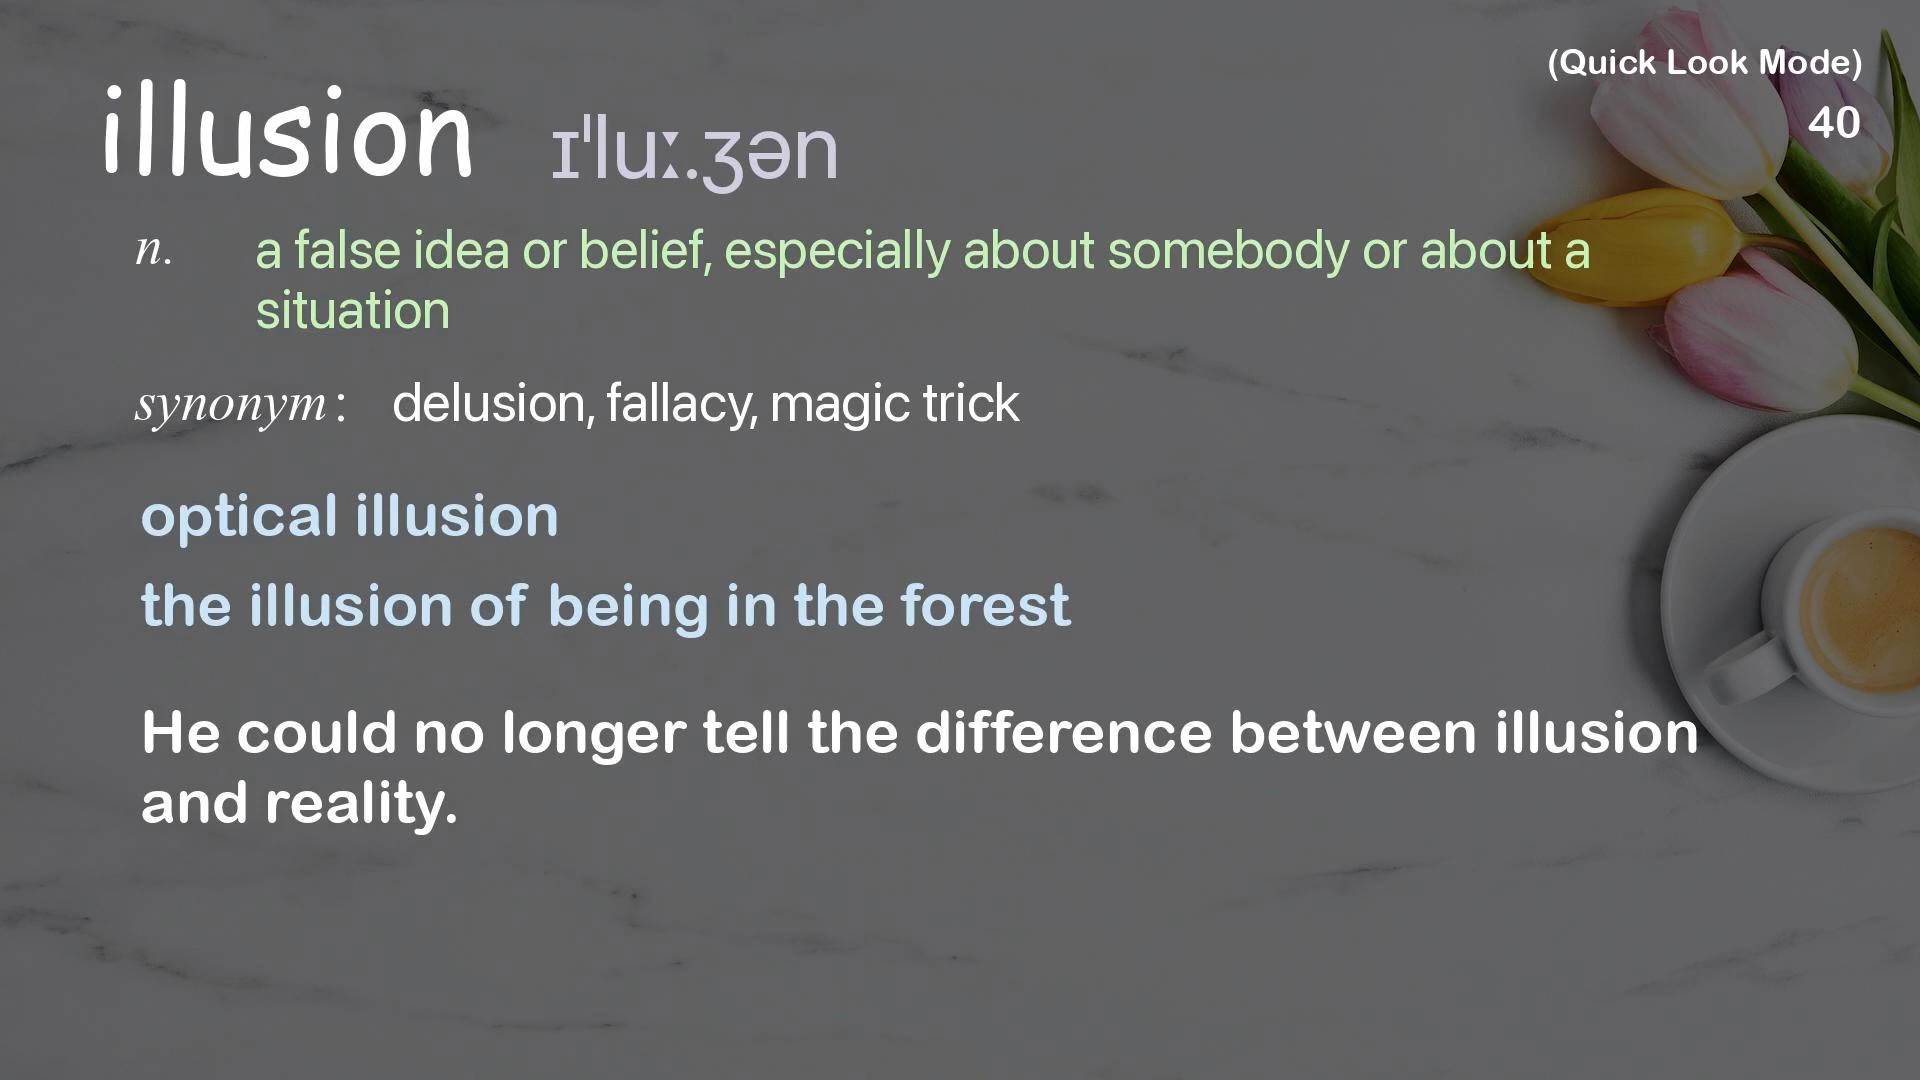 (Quick Look Mode)
40
illusion ɪˈluː.ʒən
n. a false idea or belief, especially about somebody or about a
situation
synonym: delusion, fallacy, magic trick
optical illusion
the illusion of being in the forest
He could no longer tell the difference between illusion
and reality.